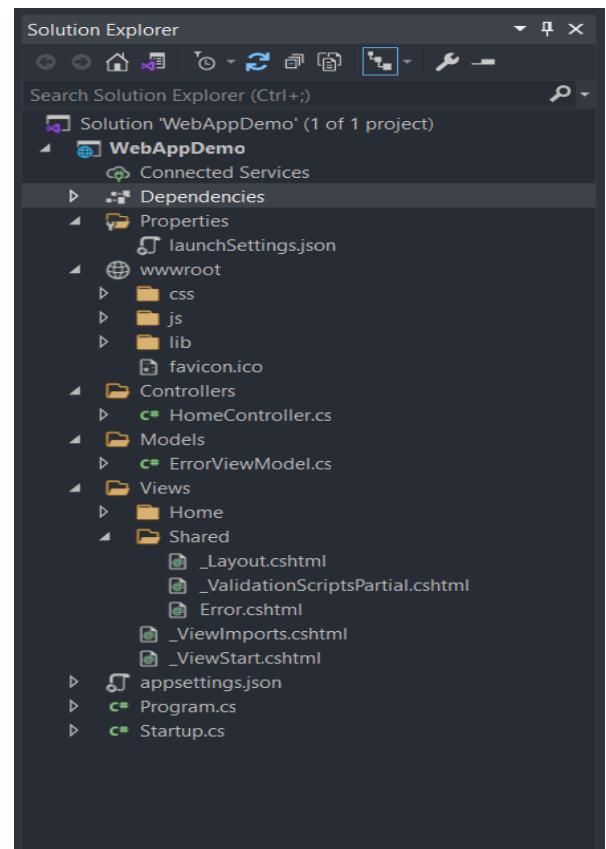 Solution Explorer
Search Solution Explorer (Ctrl+;)
Solution 'WebAppDemo' (1 of 1 project)
WebAppDemo
Connected Services
Dependencies
Properties
launchSettings.json
wwwroot
css
js
lib
favicon.ico
Controllers
C# HomeController.cs
Models
C# ErrorViewModel.cs
Views
Home
Shared
_Layout.cshtml
_ValidationScriptsPartial.cshtml
Error.cshtml
_ViewImports.cshtml
_ViewStart.cshtml
appsettings.json
C# Program.cs
C# Startup.cs